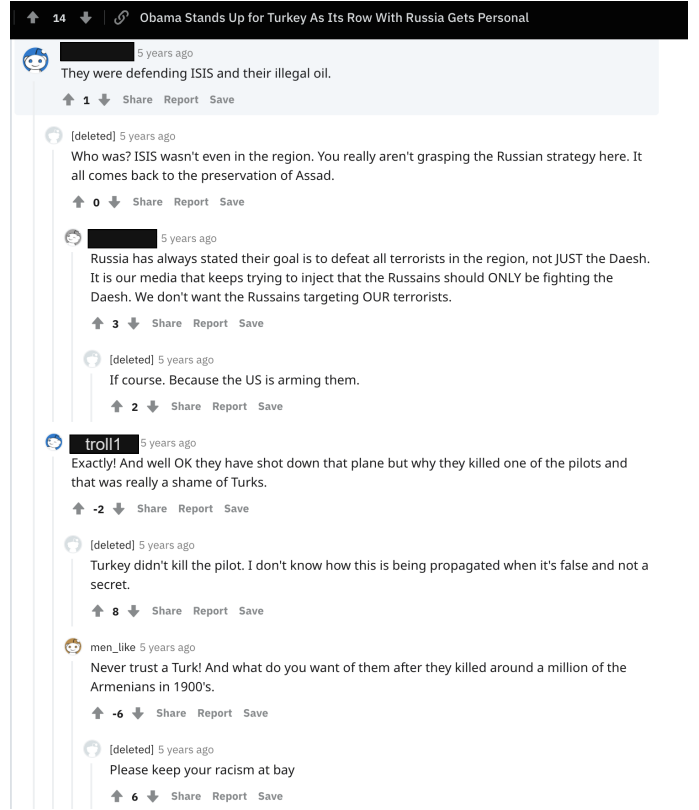 14 Obama Stands Up for Turkey As Its Row With Russia Gets Personal
5 years ago
They were defending ISIS and their illegal oil.
1 Share Report Save
[deleted] 5 years ago
Who was? ISIS wasn't even in the region. You really aren't grasping the Russian strategy here. It
all comes back to the preservation of Assad.
0 Share Report Save
5 years ago
Russia has always stated their goal is to defeat all terrorists in the region, not JUST the Daesh.
It is our media that keeps trying to inject that the Russains should ONLY be fighting the
Daesh. We don't want the Russains targeting OUR terrorists.
3 Share Report Save
[deleted] 5 years ago
If course. Because the US is arming them.
2 Share Report Save
troll1 5 years ago
Exactly! And well OK they have shot down that plane but why they killed one of the pilots and
that was really a shame of Turks.
-2 Share Report Save
[deleted] 5 years ago
Turkey didn't kill the pilot. I don't know how this is being propagated when it's false and not a
secret.
8 Share Report Save
men_like 5 years ago
Never trust a Turk! And what do you want of them after they killed around a million of the
Armenians in 1900's.
-6 Share Report Save
[deleted] 5 years ago
Please keep your racism at bay
6 Share Report Save